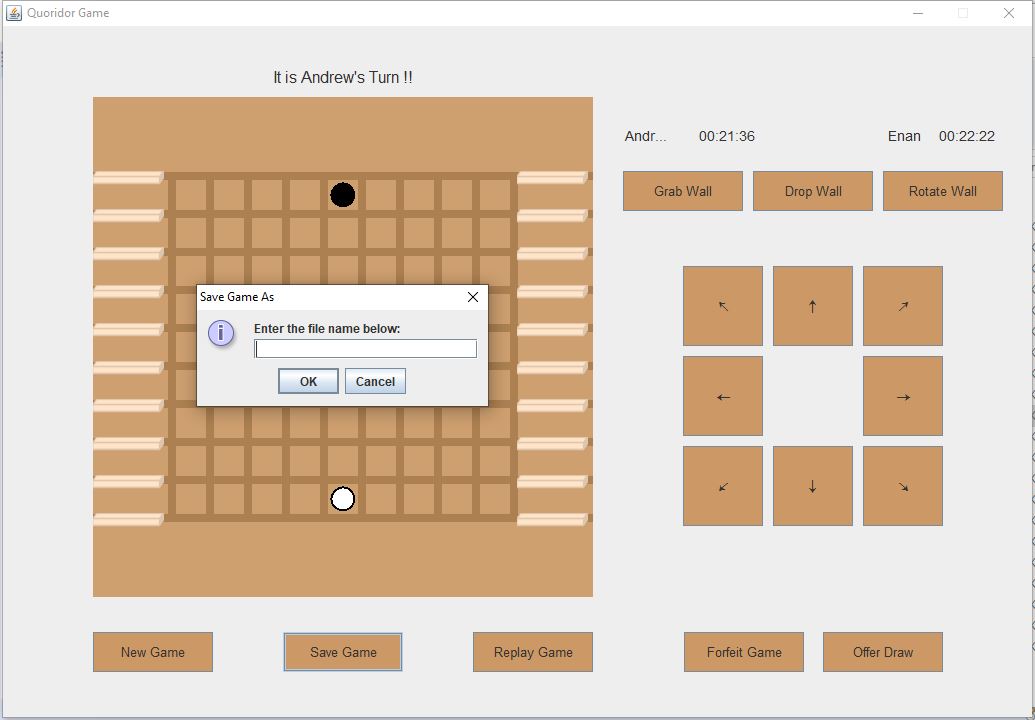 Quoridor Game
It is Andrew's Turn !!
Andr... 00:21:36 Enan 00:22:22
Grab Wall Drop Wall Rotate Wall
↖ ↑ ↗
Save Game As
Enter the file name below:
OK Cancel
← →
↙ ↓ ↘
New Game Save Game Replay Game Forfeit Game Offer Draw